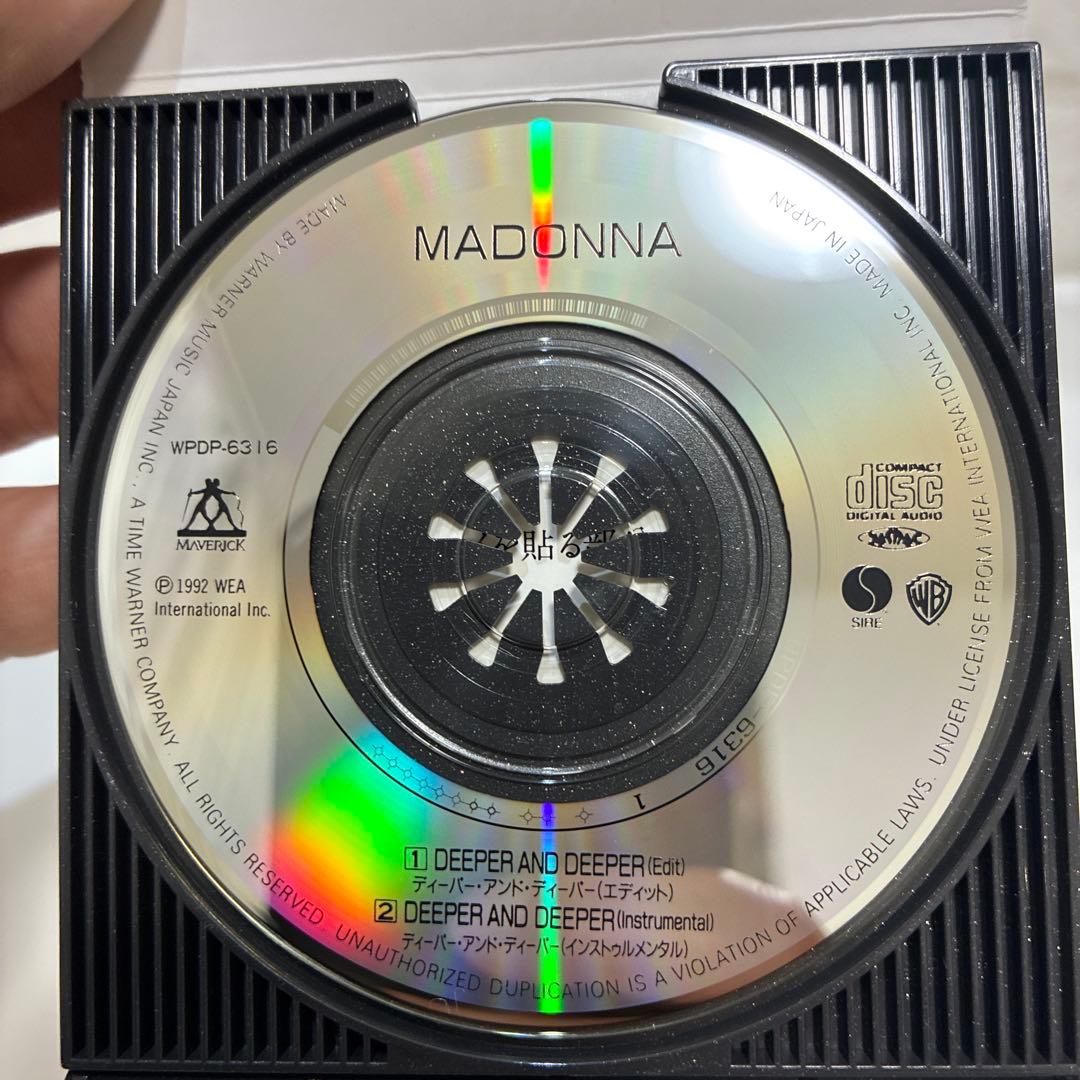 MADONNA
WPDP-6316
MAVERICK
℗ 1992 WEA
International Inc.
COMPACT
disc
DIGITAL AUDIO
SIRE
WB
貼る部
-6316
1
1 DEEPER AND DEEPER(Edit)
ディーパー・アンド・ディーパー(エディット)
2 DEEPER AND DEEPER(Instrumental)
ディーパー・アンド・ディーパー(インストゥルメンタル)
MADE BY WARNER MUSIC JAPAN INC. A TIME WARNER COMPANY. ALL RIGHTS RESERVED. UNAUTHORIZED DUPLICATION IS A VIOLATION OF APPLICABLE LAWS. UNDER LICENSE FROM WEA INTERNATIONAL INC. MADE IN JAPAN